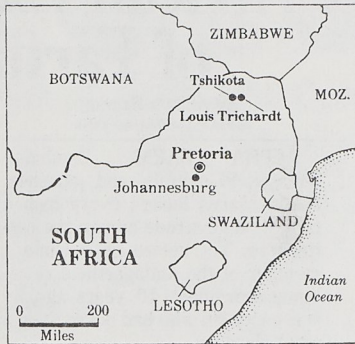 ZIMBABWE
BOTSWANA
Tshikota
MOZ.
Louis Trichardt
Pretoria
Johannesburg
SWAZILAND
SOUTH
AFRICA
Indian
Ocean
LESOTHO
0 200
Miles